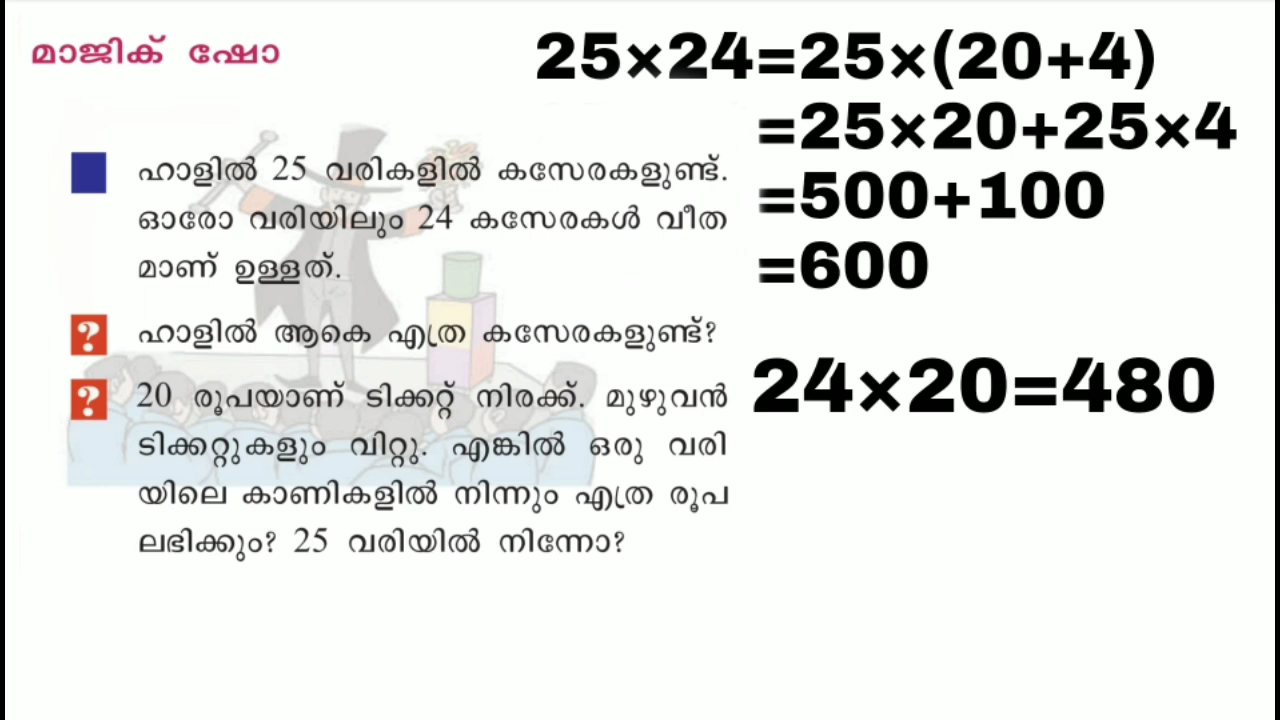 മാജിക് ഷോ
ഹാളിൽ 25 വരികളിൽ കസേരകളുണ്ട്.
ഓരോ വരിയിലും 24 കസേരകൾ വീത
മാണ് ഉള്ളത്.
?
ഹാളിൽ ആകെ എത്ര കസേരകളുണ്ട്?
?
20 രൂപയാണ് ടിക്കറ്റ് നിരക്ക്. മുഴുവൻ
ടിക്കറ്റുകളും വിറ്റു. എങ്കിൽ ഒരു വരി
യിലെ കാണികളിൽ നിന്നും എത്ര രൂപ
ലഭിക്കും? 25 വരിയിൽ നിന്നോ?
25×24=25×(20+4)
=25×20+25×4
=500+100
=600
24×20=480